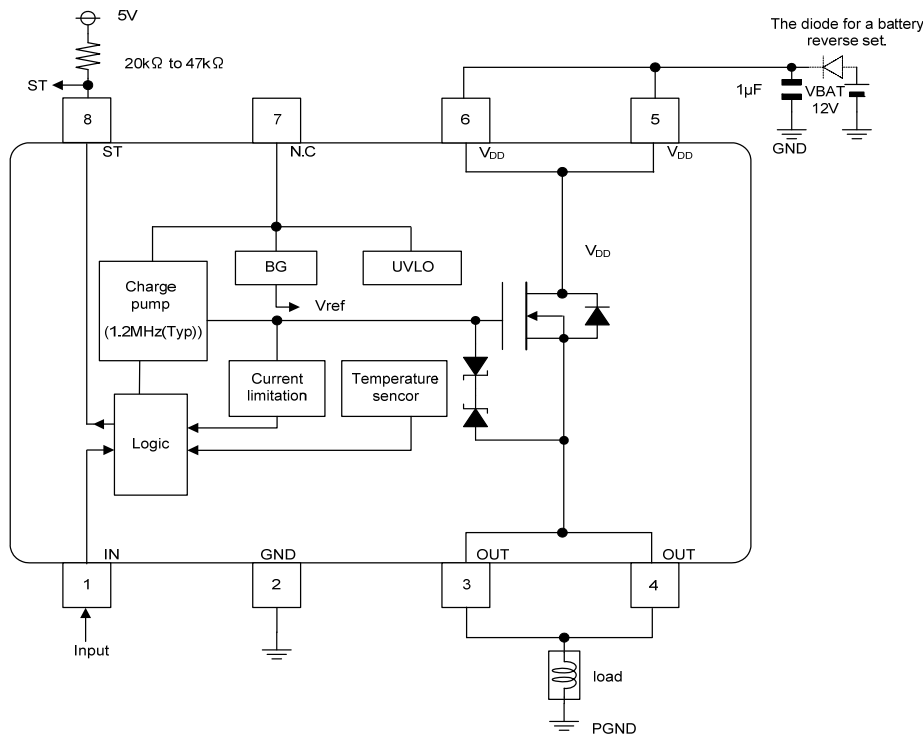 5V
20kΩ to 47kΩ
ST
The diode for a battery
reverse set.
1μF
VBAT
12V
GND
8
7
6
5
ST
N.C
VDD
VDD
VDD
BG
UVLO
Charge
pump
(1.2MHz(Typ))
Vref
Current
limitation
Temperature
sencor
Logic
IN
GND
OUT
OUT
1
2
3
4
Input
load
PGND